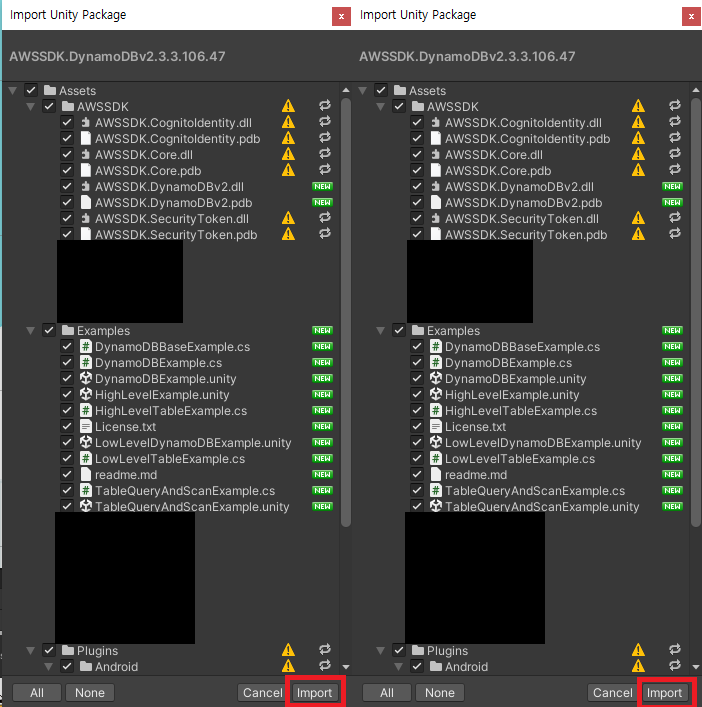 Import Unity Package
x
AWSSDK.DynamoDBv2.3.3.106.47
Assets
AWSSDK
AWSSDK.CognitoIdentity.dll
AWSSDK.CognitoIdentity.pdb
AWSSDK.Core.dll
AWSSDK.Core.pdb
AWSSDK.DynamoDBv2.dll NEW
AWSSDK.DynamoDBv2.pdb NEW
AWSSDK.SecurityToken.dll
AWSSDK.SecurityToken.pdb
Examples NEW
DynamoDBBaseExample.cs NEW
DynamoDBExample.cs NEW
DynamoDBExample.unity NEW
HighLevelExample.unity NEW
HighLevelTableExample.cs NEW
License.txt NEW
LowLevelDynamoDBExample.unity NEW
LowLevelTableExample.cs NEW
readme.md NEW
TableQueryAndScanExample.cs NEW
TableQueryAndScanExample.unity NEW
Plugins
Android
All None Cancel Import
Import Unity Package
x
AWSSDK.DynamoDBv2.3.3.106.47
Assets
AWSSDK
AWSSDK.CognitoIdentity.dll
AWSSDK.CognitoIdentity.pdb
AWSSDK.Core.dll
AWSSDK.Core.pdb
AWSSDK.DynamoDBv2.dll NEW
AWSSDK.DynamoDBv2.pdb NEW
AWSSDK.SecurityToken.dll
AWSSDK.SecurityToken.pdb
Examples NEW
DynamoDBBaseExample.cs NEW
DynamoDBExample.cs NEW
DynamoDBExample.unity NEW
HighLevelExample.unity NEW
HighLevelTableExample.cs NEW
License.txt NEW
LowLevelDynamoDBExample.unity NEW
LowLevelTableExample.cs NEW
readme.md NEW
TableQueryAndScanExample.cs NEW
TableQueryAndScanExample.unity NEW
Plugins
Android
All None Cancel Import